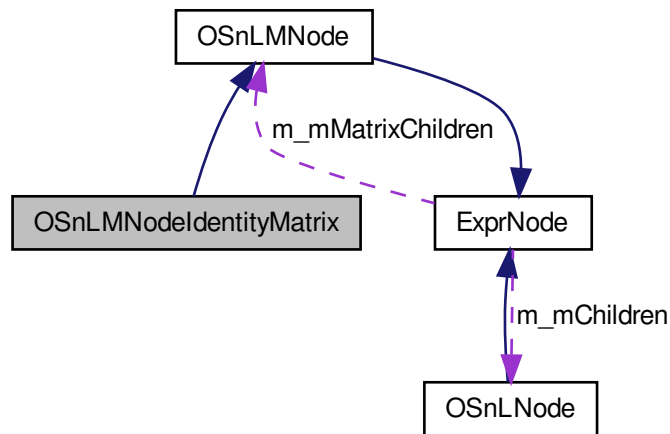 OSnLMNode
m_mMatrixChildren
OSnLMNodeIdentityMatrix
ExprNode
m_mChildren
OSnLNode